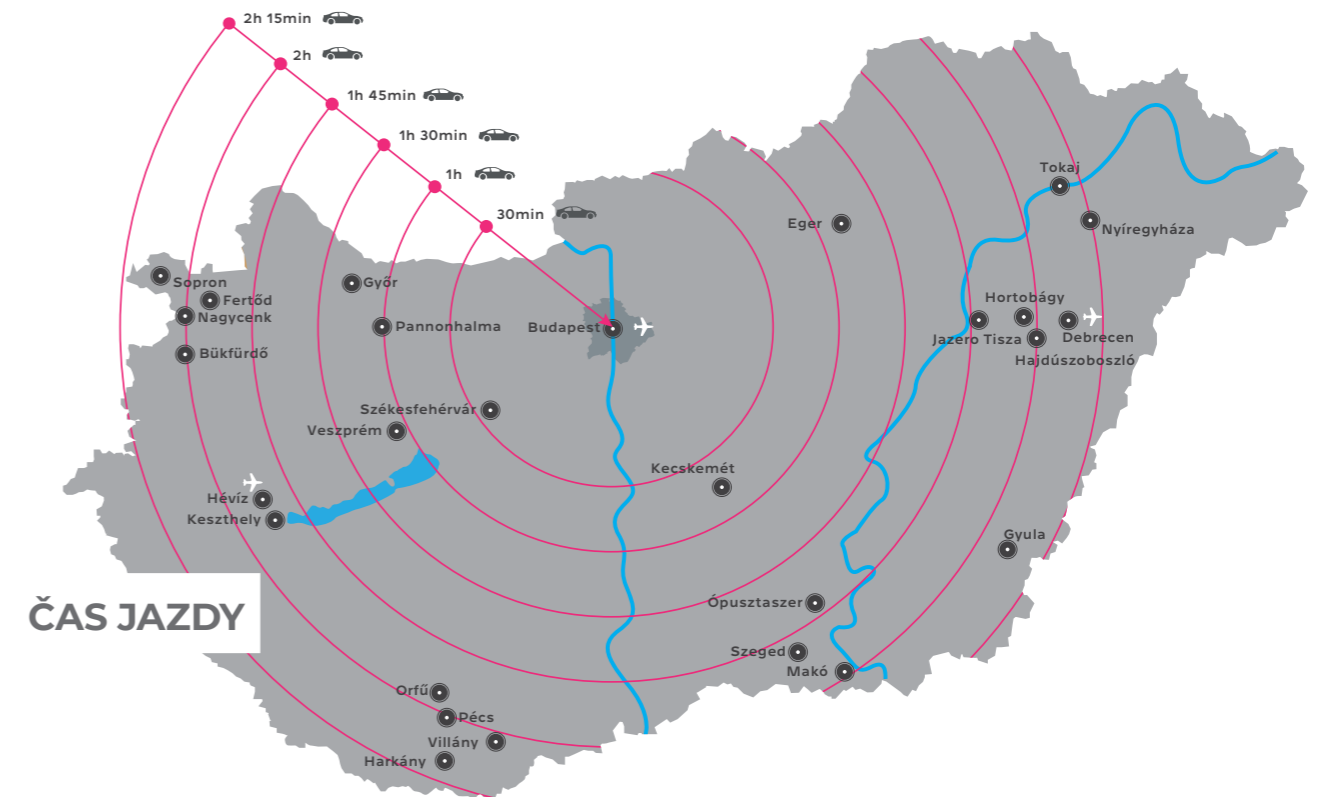 2h 15min
2h
1h 45min
1h 30min
1h
30min
Tokaj
Eger
Nyíregyháza
Sopron
Győr
Fertőd
Hortobágy
Nagycenk
Pannonhalma
Budapest
Jazero Tisza
Debrecen
Bükfürdő
Hajdúszoboszló
Székesfehérvár
Veszprém
Kecskemét
Hévíz
Keszthely
Gyula
ČAS JAZDY
Ópusztaszer
Szeged
Makó
Orfű
Pécs
Villány
Harkány